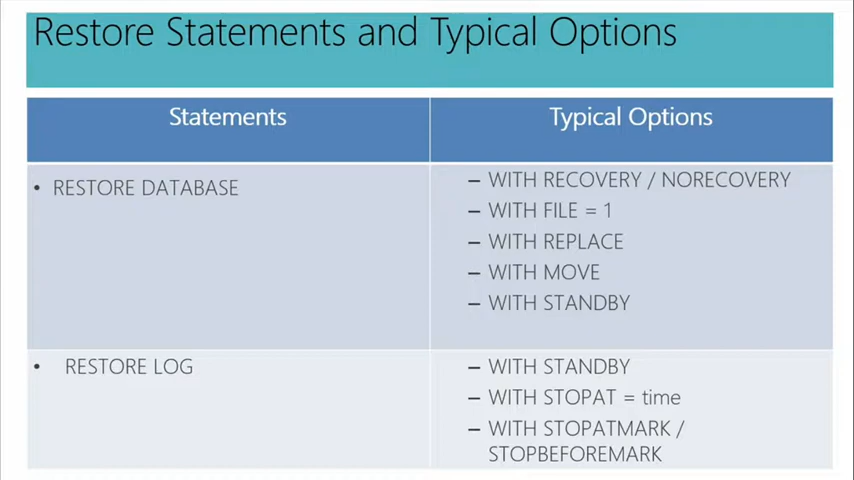 Restore Statements and Typical Options
Statements
Typical Options
• RESTORE DATABASE
– WITH RECOVERY / NORECOVERY
– WITH FILE = 1
– WITH REPLACE
– WITH MOVE
– WITH STANDBY
• RESTORE LOG
– WITH STANDBY
– WITH STOPAT = time
– WITH STOPATMARK /
STOPBEFOREMARK